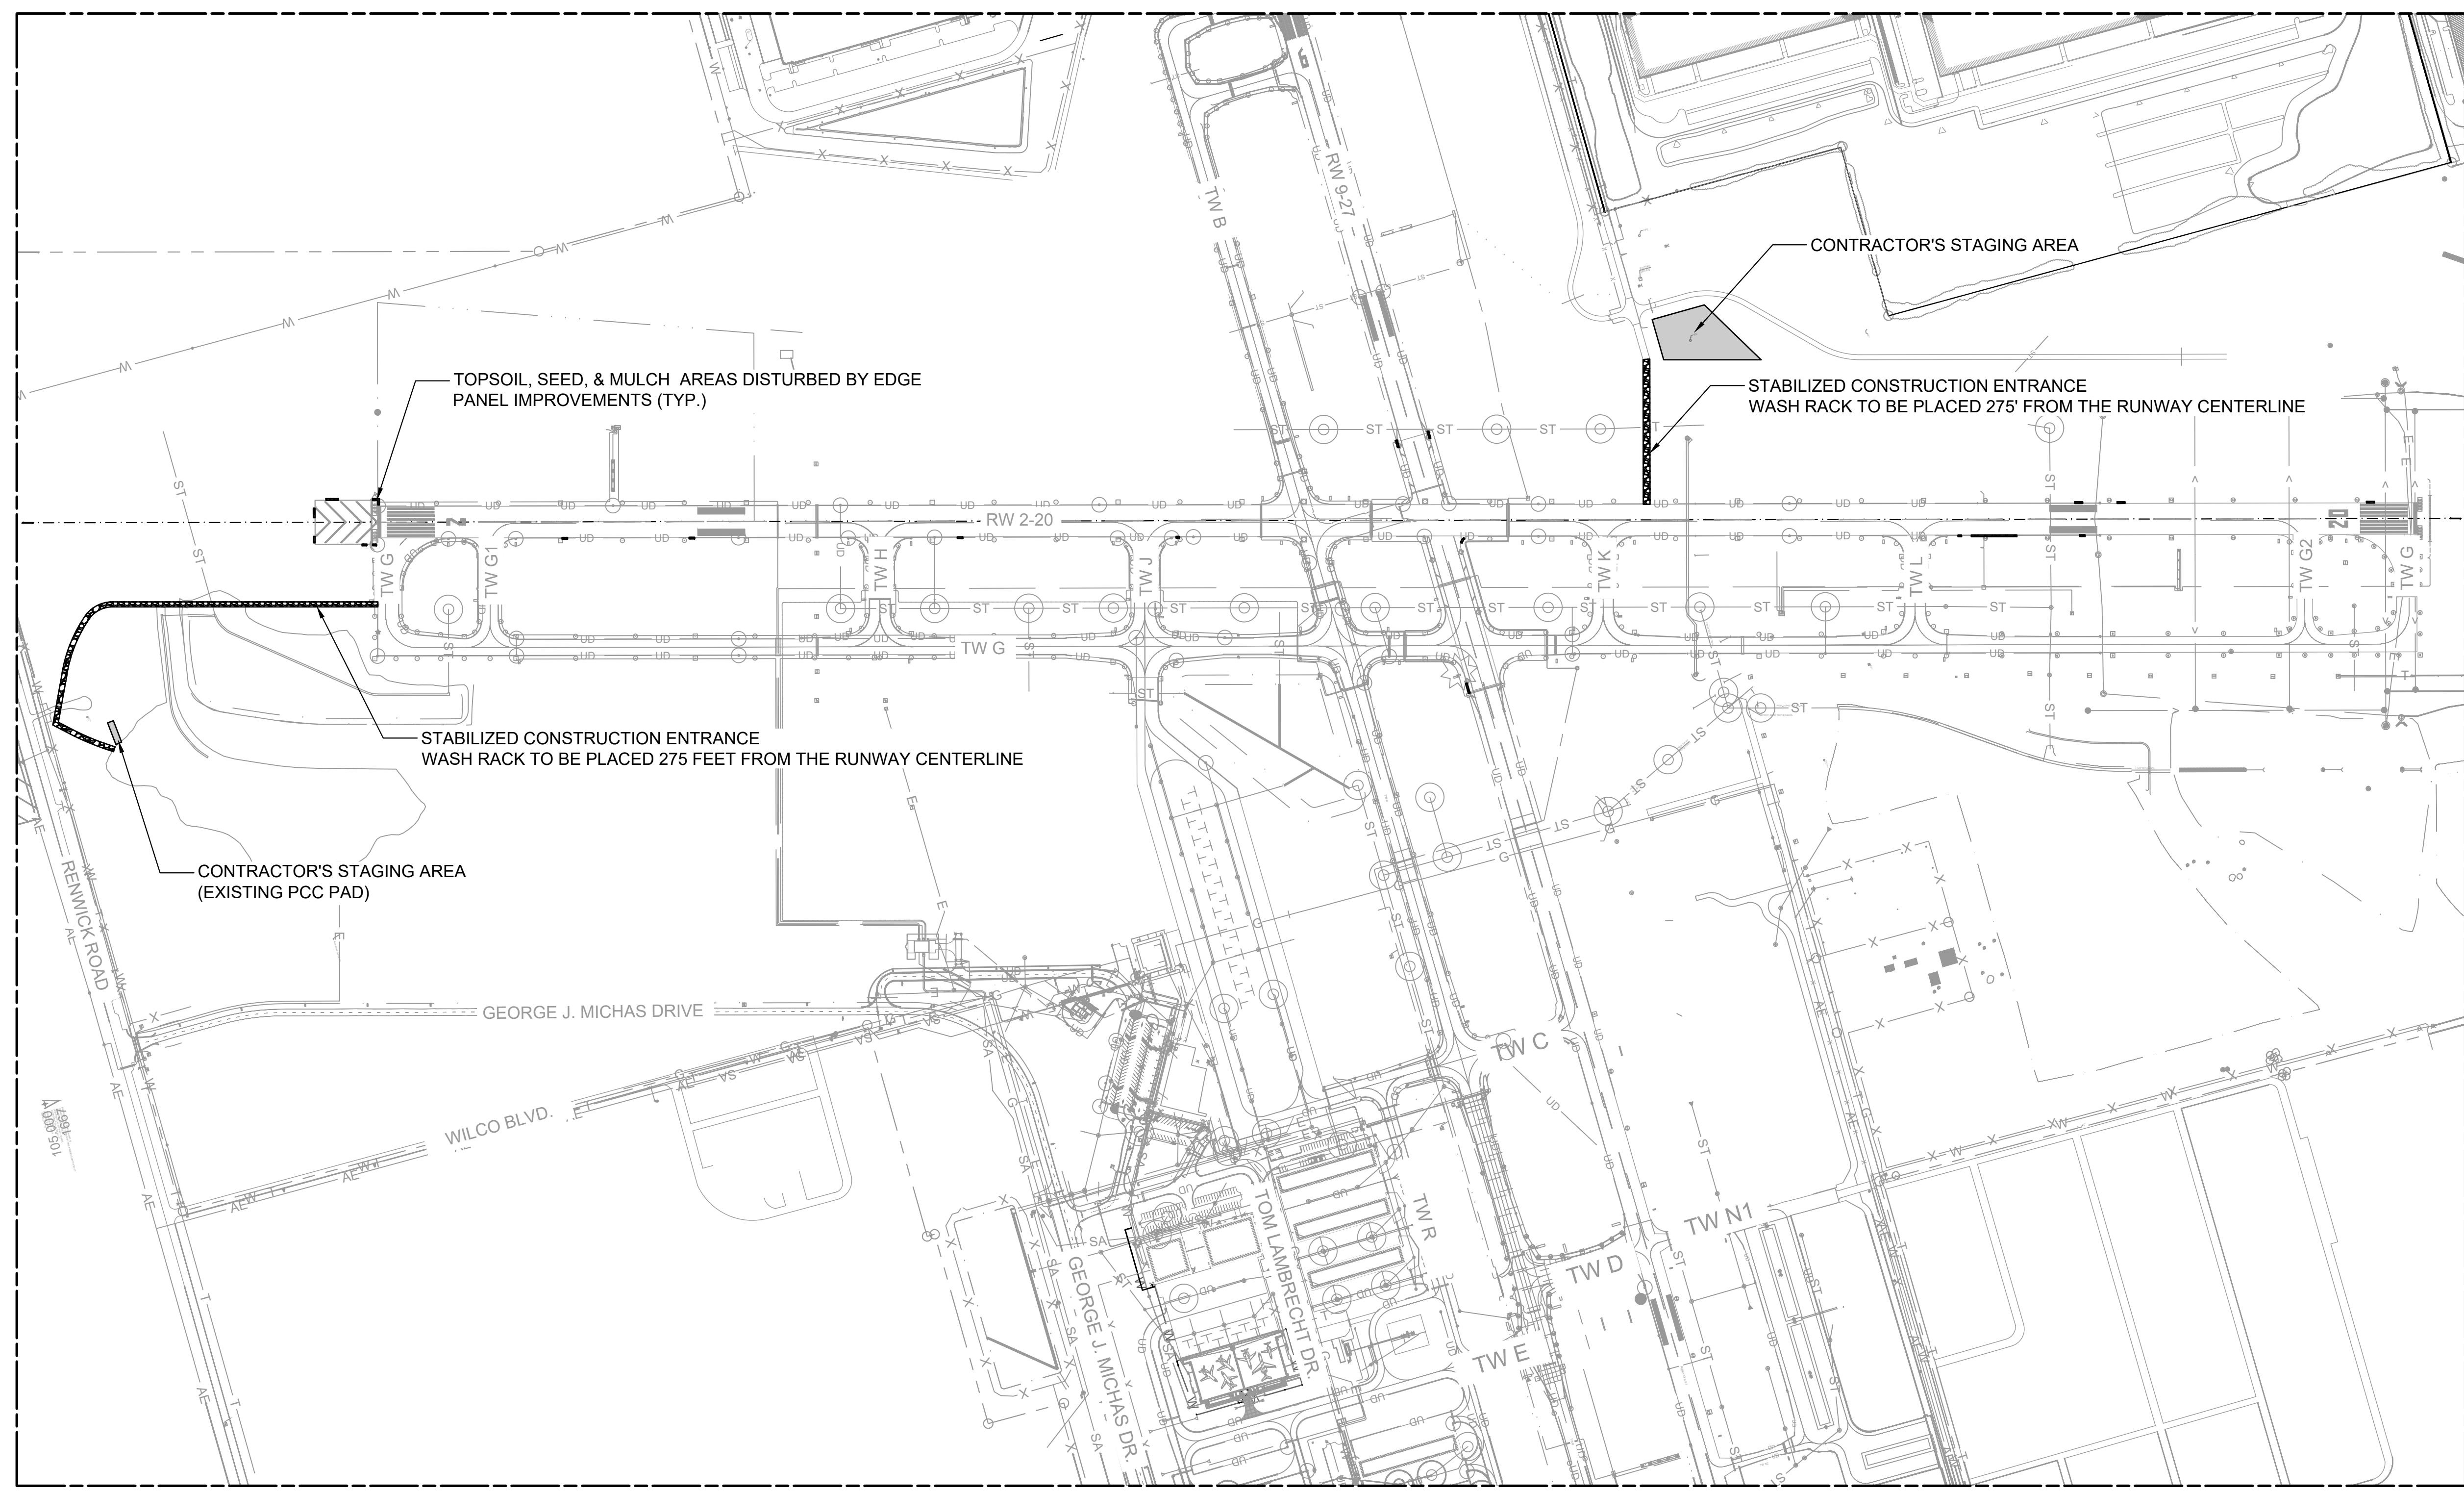 CONTRACTOR'S STAGING AREA
TOPSOIL, SEED, & MULCH AREAS DISTURBED BY EDGE
PANEL IMPROVEMENTS (TYP.)
STABILIZED CONSTRUCTION ENTRANCE
WASH RACK TO BE PLACED 275' FROM THE RUNWAY CENTERLINE
STABILIZED CONSTRUCTION ENTRANCE
WASH RACK TO BE PLACED 275 FEET FROM THE RUNWAY CENTERLINE
CONTRACTOR'S STAGING AREA
(EXISTING PCC PAD)
TW B
RW 9-27
9
RW 2-20
2
20
TW G
TW G1
TW H
TW J
TW K
TW L
TW G2
TW G
TW G
RENWICK ROAD
GEORGE J. MICHAS DRIVE
WILCO BLVD.
GEORGE J. MICHAS DR.
TOM LAMBRECHT DR.
TW R
TW C
TW D
TW E
TW N1